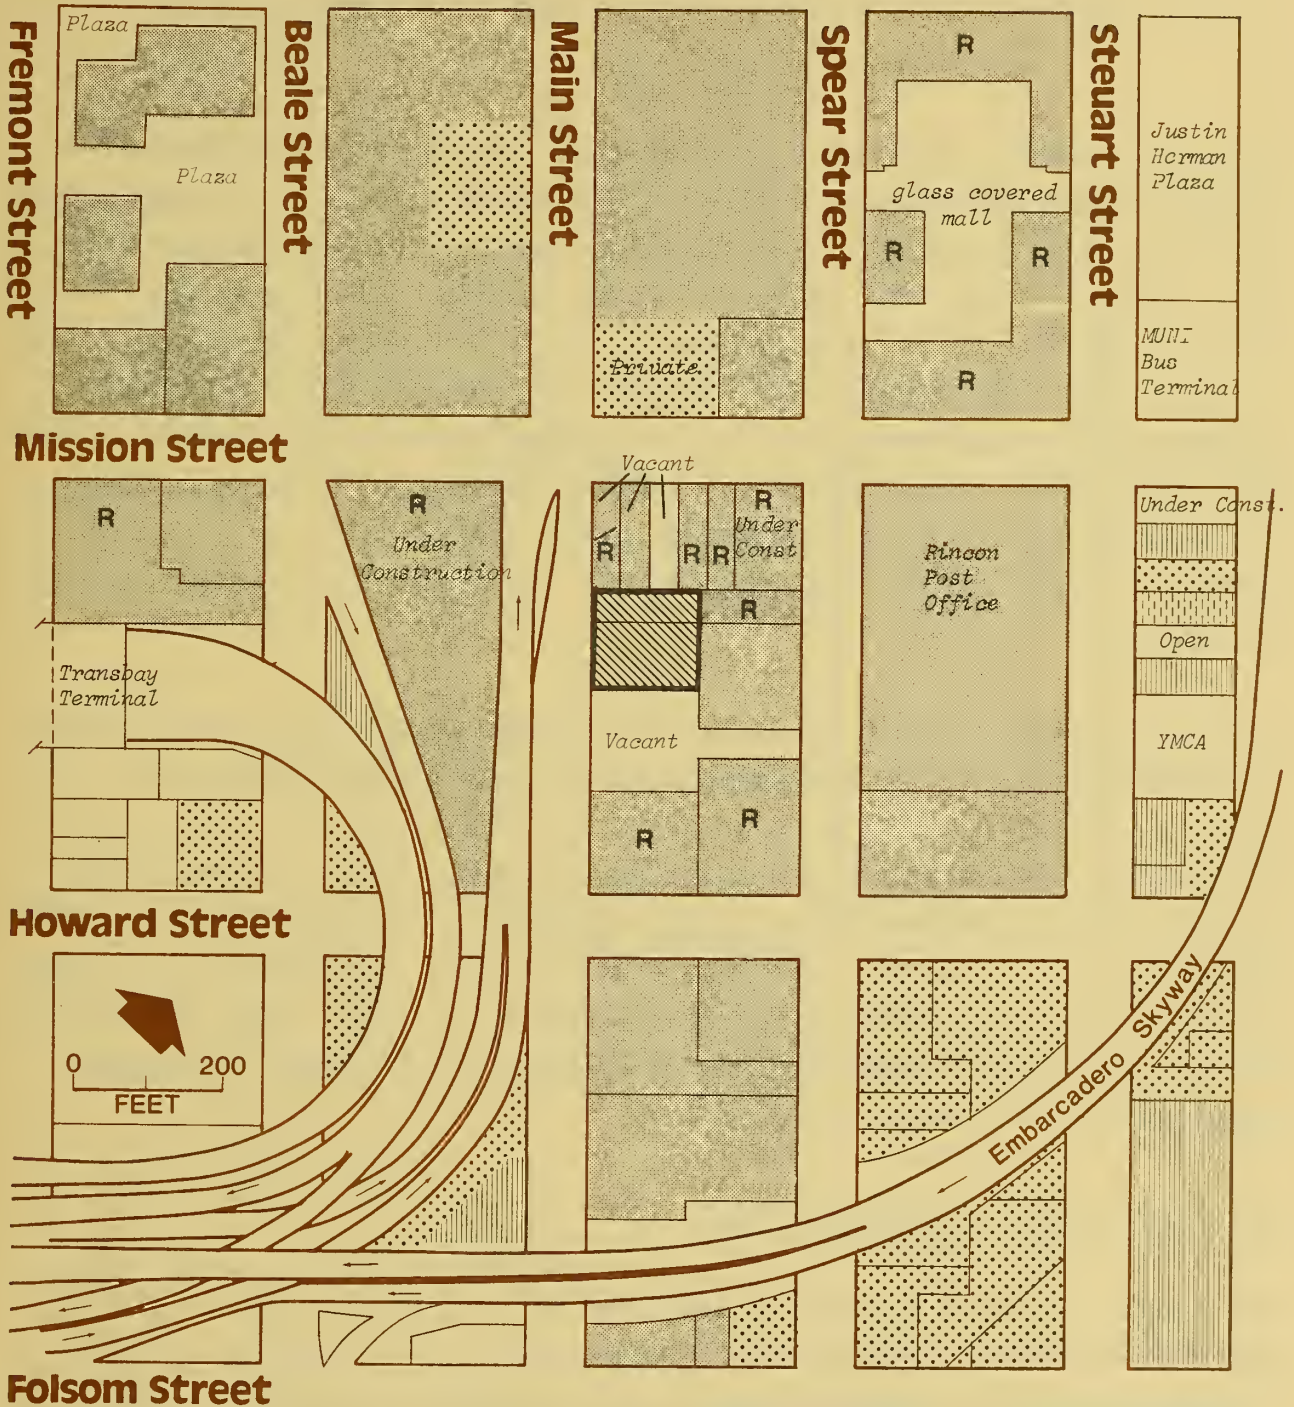 Fremont Street
Beale Street
Main Street
Spear Street
Steuart Street
Plaza
Plaza
Private
R
glass covered
mall
R
R
R
Justin
Herman
Plaza
MUNI
Bus
Terminal
Mission Street
R
R
Under
Construction
Vacant
R
Under
Const
R
R
R
R
Vacant
R
R
Rincon
Post
Office
Under Const.
Open
YMCA
Transbay
Terminal
Howard Street
0
200
FEET
Embarcadero Skyway
Folsom Street